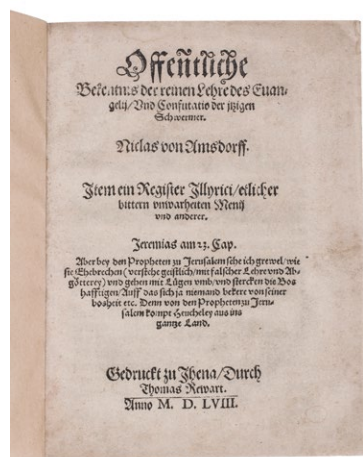 Offentliche
Bekentnis der reinen Lehre des Euan-
gelij/Vnd Confutatio der jtzigen
Schwermer.
Niclas von Amsdorff.
Item ein Register Illyrici/etlicher
bittern vnwarheiten Menij
vnd anderer.
Jeremias am 23. Cap.
Aber bey den Propheten zu Jerusalem sehe ich grewel/wie
sie Ehebrechen (verstehe geistlich/mit falscher Lehre vnd Ab-
götterey) vnd gehen mit Lügen vmb/vnd stercken die Bos
hafftigen/Auff das sich ja niemand bekere von seiner
bosheit etc. Denn von den Propheten zu Jeru-
salem kompt Heucheley aus ins
gantze Land.
Gedruckt zu Jhena/Durch
Thomas Rewart.
Anno M. D. LVIII.